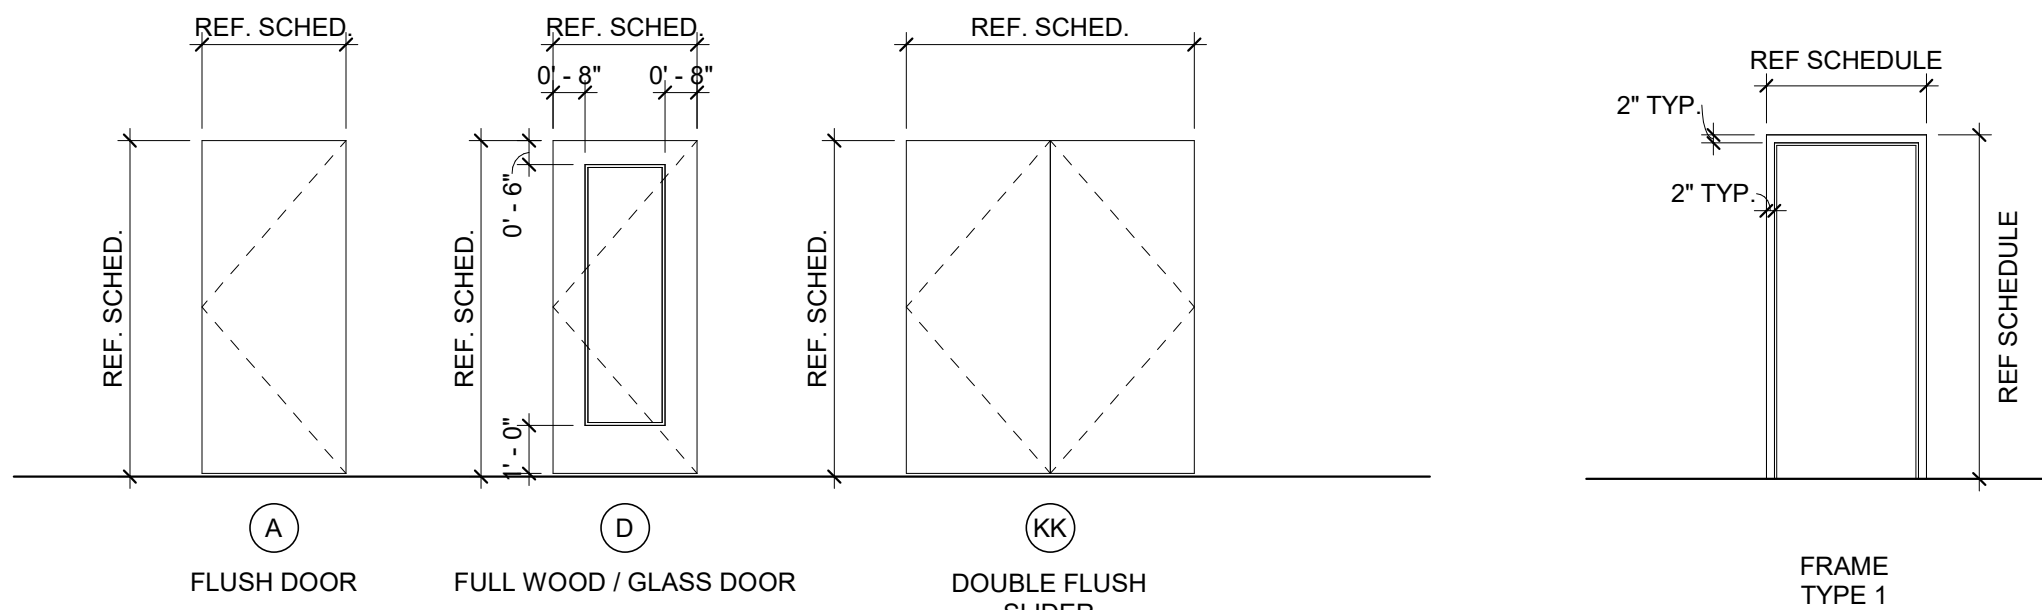 REF. SCHED.
REF. SCHED.
REF. SCHED.
REF SCHEDULE
0' - 8"
0' - 8"
2" TYP.
2" TYP.
0' - 6"
REF. SCHED.
REF. SCHED.
REF. SCHED.
REF SCHEDULE
1' - 0"
A
D
KK
FLUSH DOOR
FULL WOOD / GLASS DOOR
DOUBLE FLUSH
SLIDER
FRAME
TYPE 1